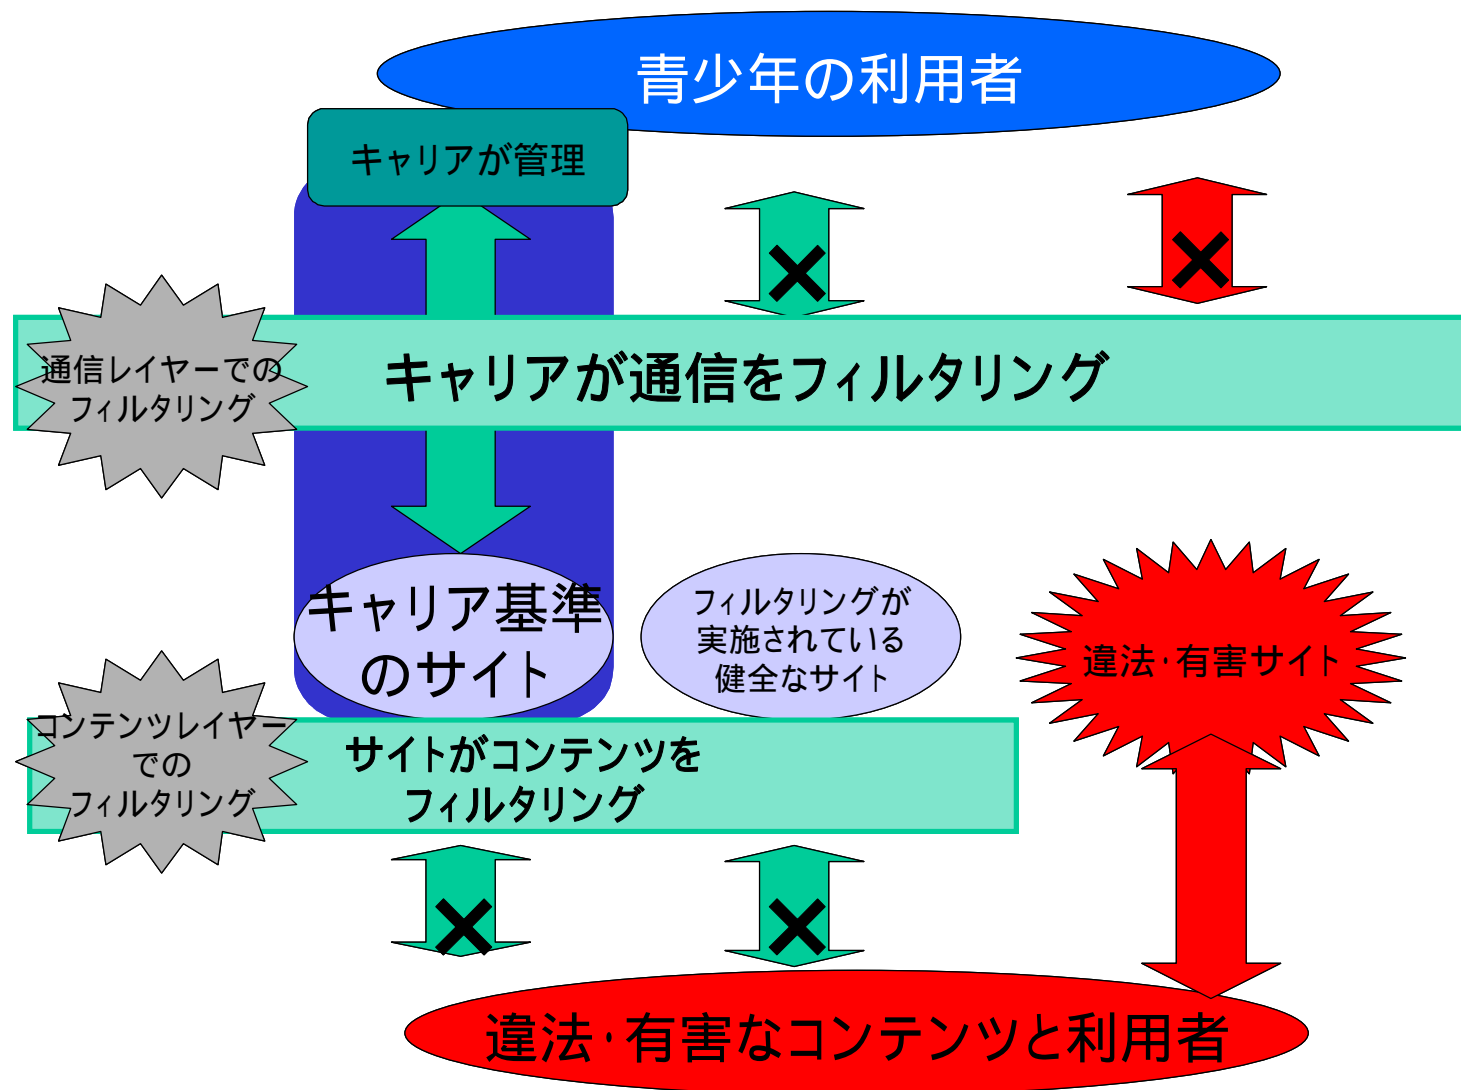 青少年の利用者
キャリアが管理
通信レイヤーでの
フィルタリング
キャリアが通信をフィルタリング
キャリア基準
のサイト
フィルタリングが
実施されている
健全なサイト
違法・有害サイト
コンテンツレイヤー
での
フィルタリング
サイトがコンテンツを
フィルタリング
違法・有害なコンテンツと利用者